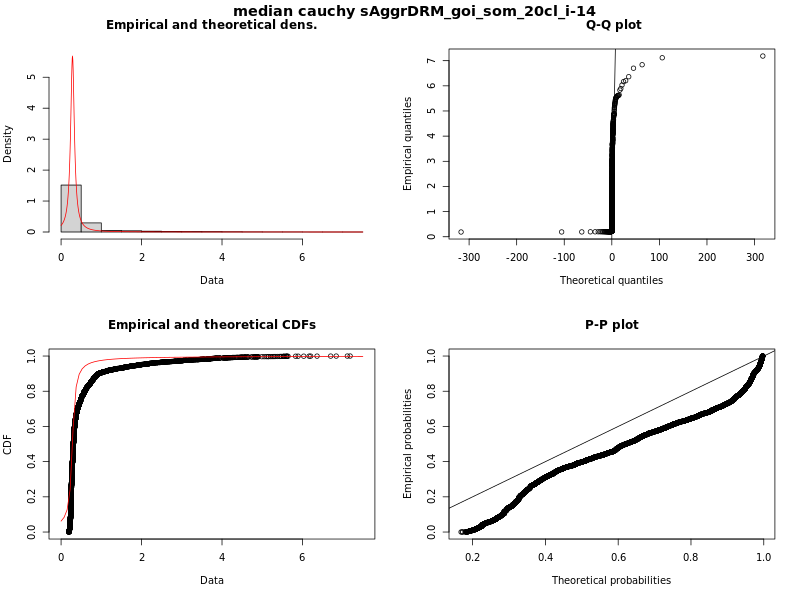 median cauchy sAggrDRM_goi_som_20cl_i-14
Empirical and theoretical dens.
Density
0 1 2 3 4 5
0 2 4 6
Data
Q-Q plot
Empirical quantiles
0 1 2 3 4 5 6 7
-300 -200 -100 0 100 200 300
Theoretical quantiles
Empirical and theoretical CDFs
CDF
0.0 0.2 0.4 0.6 0.8 1.0
0 2 4 6
Data
P-P plot
Empirical probabilities
0.0 0.2 0.4 0.6 0.8 1.0
0.2 0.4 0.6 0.8 1.0
Theoretical probabilities